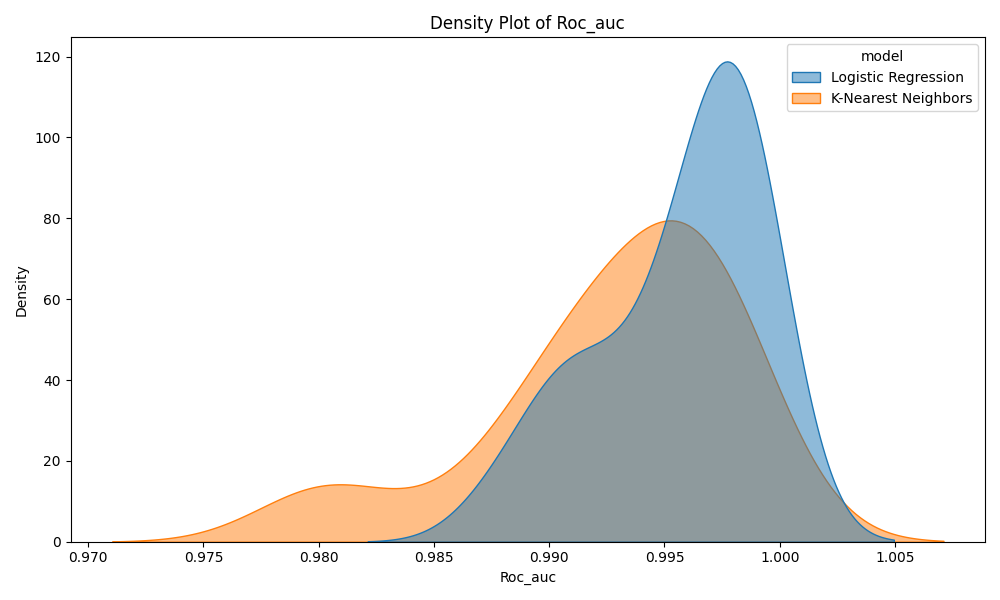 Density Plot of Roc_auc
model
Logistic Regression
K-Nearest Neighbors
Density
120
100
80
60
40
20
0
0.970 0.975 0.980 0.985 0.990 0.995 1.000 1.005
Roc_auc